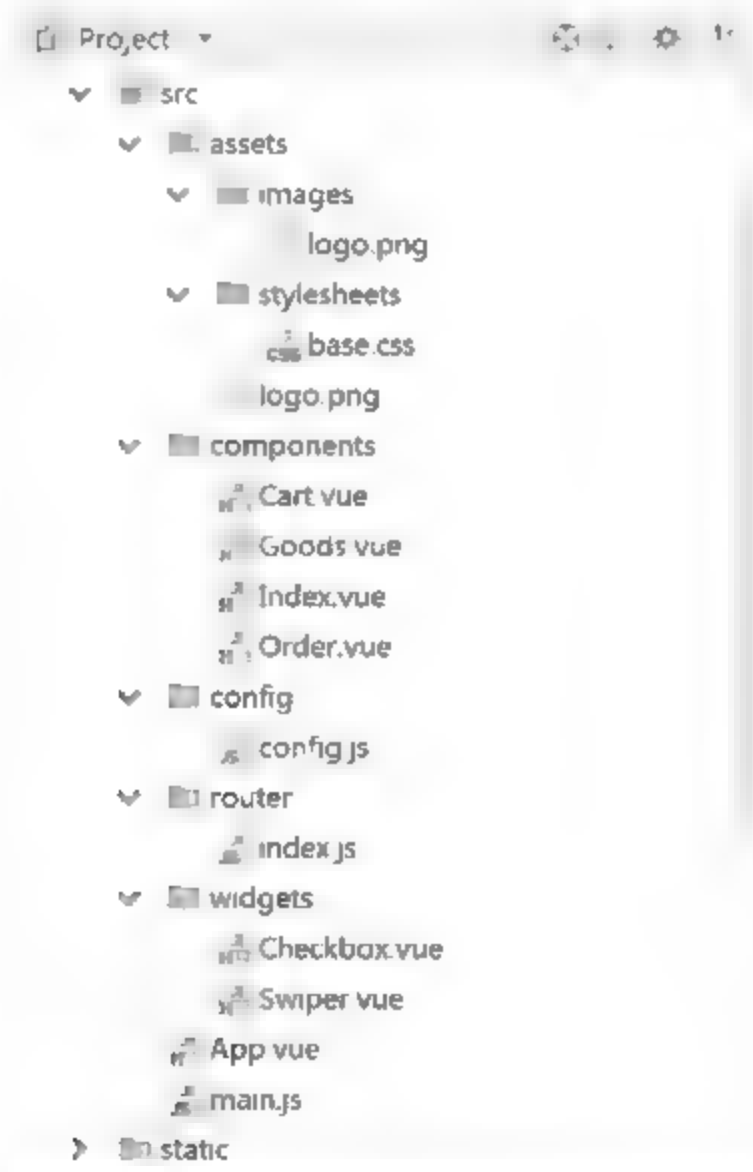 Project
src
assets
images
logo.png
stylesheets
base.css
logo.png
components
Cart.vue
Goods.vue
Index.vue
Order.vue
config
config.js
router
index.js
widgets
Checkbox.vue
Swiper.vue
App.vue
main.js
static